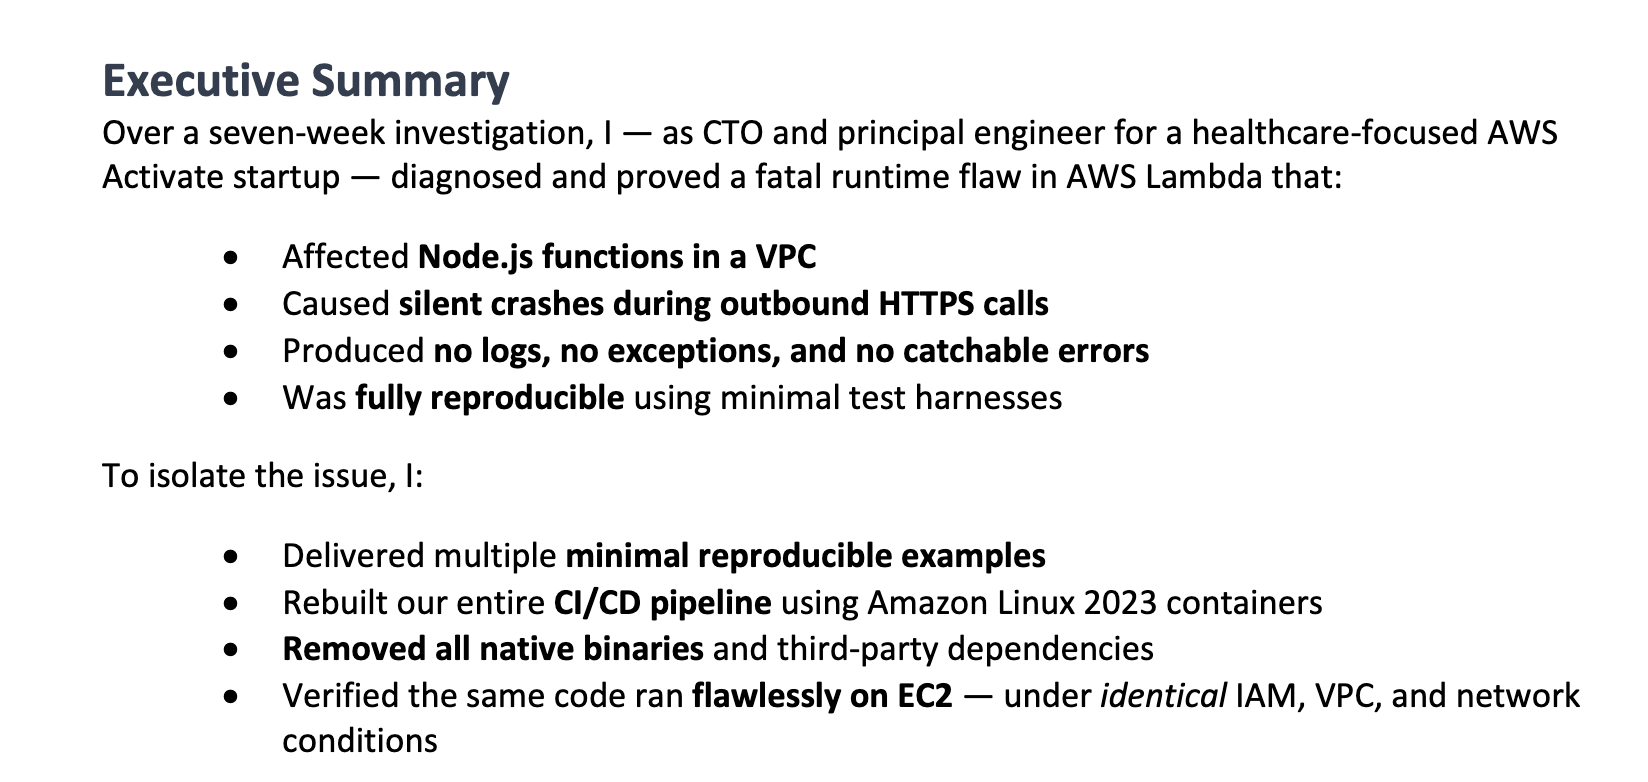 Executive Summary
Over a seven-week investigation, I — as CTO and principal engineer for a healthcare-focused AWS
Activate startup — diagnosed and proved a fatal runtime flaw in AWS Lambda that:
• Affected Node.js functions in a VPC
• Caused silent crashes during outbound HTTPS calls
• Produced no logs, no exceptions, and no catchable errors
• Was fully reproducible using minimal test harnesses
To isolate the issue, I:
• Delivered multiple minimal reproducible examples
• Rebuilt our entire CI/CD pipeline using Amazon Linux 2023 containers
• Removed all native binaries and third-party dependencies
• Verified the same code ran flawlessly on EC2 — under identical IAM, VPC, and network
conditions